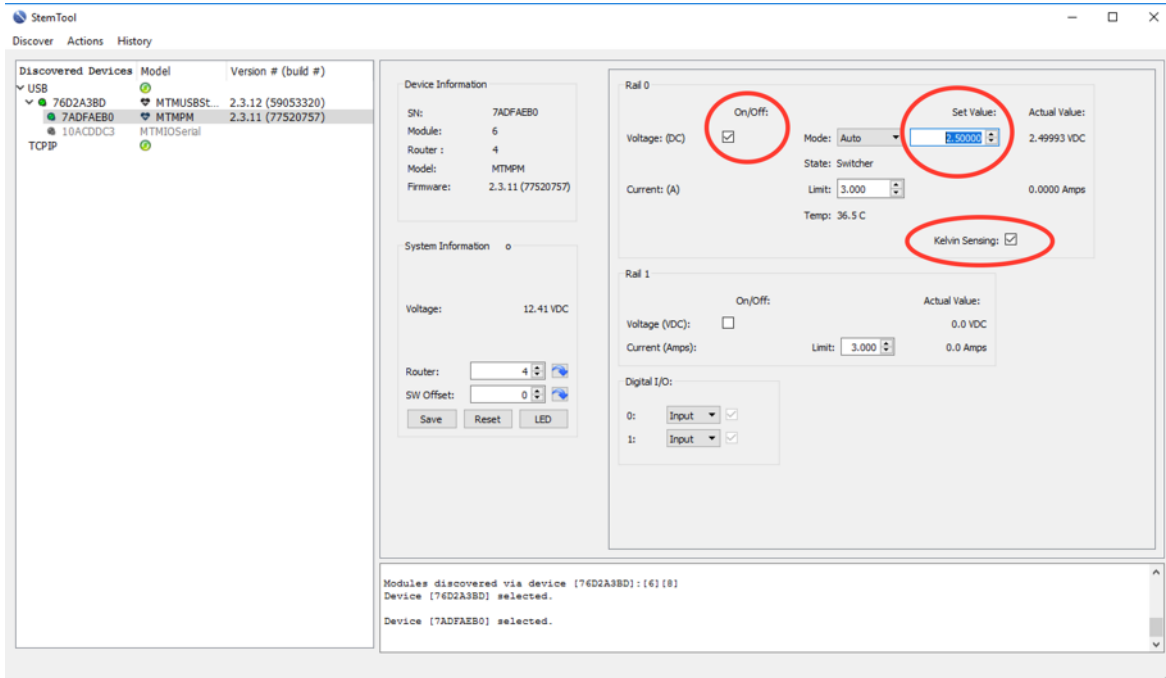 StemTool
Discover Actions History
Discovered Devices Model Version # (build #)
USB
76D2A3BD MTMUSBSt... 2.3.12 (59053320)
7ADFAEB0 MTMPM 2.3.11 (77520757)
10ACDDC3 MTMIOSerial
TCPIP
Device Information
SN: 7ADFAEB0
Module: 6
Router : 4
Model: MTMPM
Firmware: 2.3.11 (77520757)
System Information o
Voltage: 12.41 VDC
Router: 4
SW Offset: 0
Save Reset LED
Rail 0
On/Off: Set Value: Actual Value:
Voltage: (DC) Mode: Auto 2.50000 2.49993 VDC
State: Switcher
Current: (A) Limit: 3.000 0.0000 Amps
Temp: 36.5 C
Kelvin Sensing:
Rail 1
On/Off: Actual Value:
Voltage (VDC): 0.0 VDC
Current (Amps): Limit: 3.000 0.0 Amps
Digital I/O:
0: Input
1: Input
Modules discovered via device [76D2A3BD]:[6][8]
Device [76D2A3BD] selected.
Device [7ADFAEB0] selected.